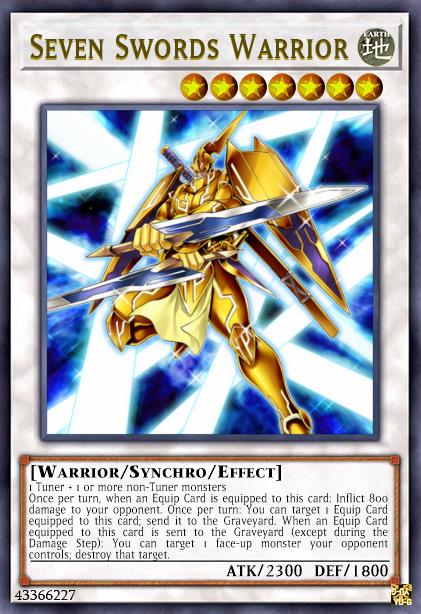 SEVEN SWORDS WARRIOR
EARTH
地
[WARRIOR/SYNCHRO/EFFECT]
1 Tuner + 1 or more non-Tuner monsters
Once per turn, when an Equip Card is equipped to this card: Inflict 800
damage to your opponent. Once per turn: You can target 1 Equip Card
equipped to this card; send it to the Graveyard. When an Equip Card
equipped to this card is sent to the Graveyard (except during the
Damage Step): You can target 1 face-up monster your opponent
controls; destroy that target.
ATK/2300 DEF/1800
43366227